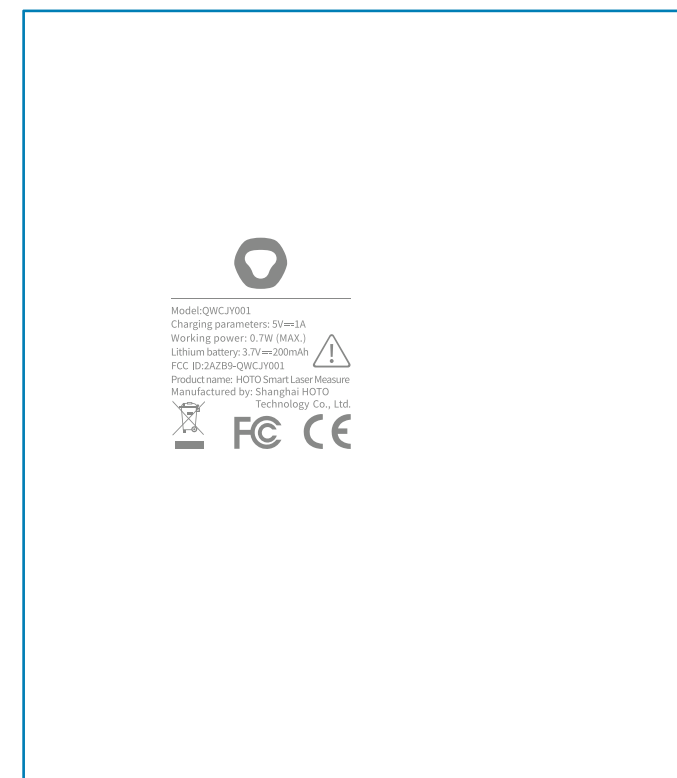 Model:QWCJY001
Charging parameters: 5V⎓1A
Working power: 0.7W (MAX.)
Lithium battery: 3.7V⎓200mAh
FCC ID:2AZB9-QWCJY001
Product name: HOTO Smart Laser Measure
Manufactured by: Shanghai HOTO
Technology Co., Ltd.
FC CE